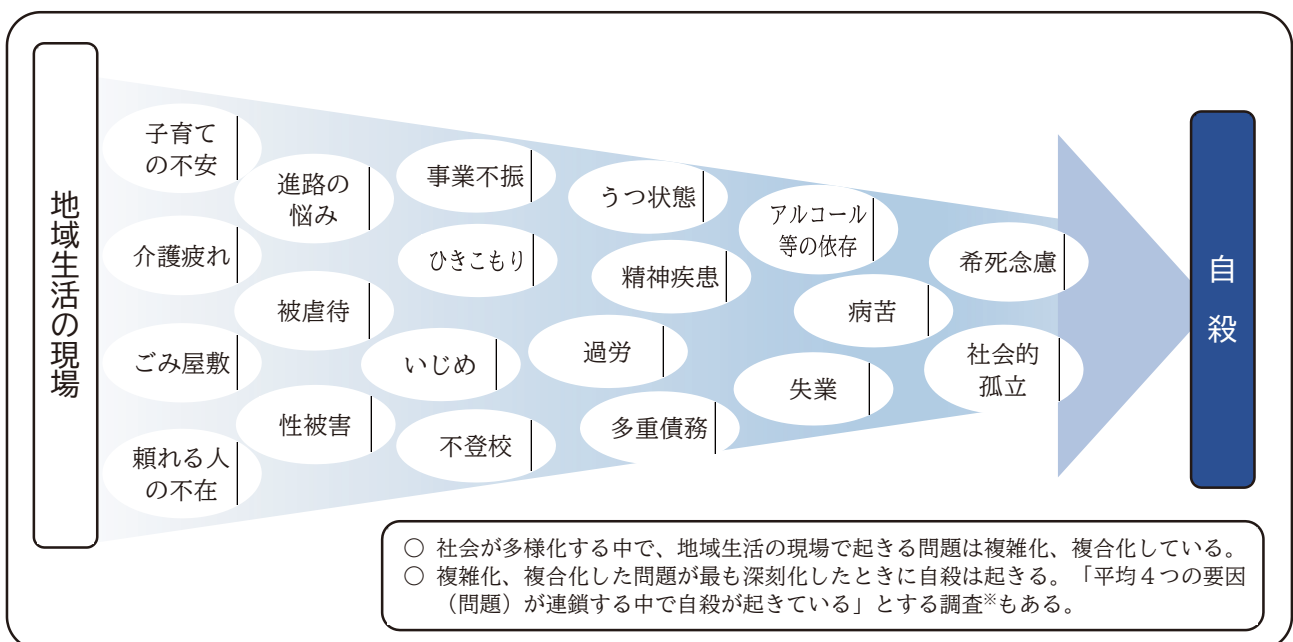 地域生活の現場
子育て
の不安
介護疲れ
ごみ屋敷
頼れる人
の不在
進路の
悩み
被虐待
性被害
事業不振
ひきこもり
いじめ
不登校
うつ状態
精神疾患
過労
多重債務
アルコール
等の依存
病苦
失業
希死念慮
社会的
孤立
自殺
○ 社会が多様化する中で、地域生活の現場で起きる問題は複雑化、複合化している。
○ 複雑化、複合化した問題が最も深刻化したときに自殺は起きる。「平均4つの要因
（問題）が連鎖する中で自殺が起きている」とする調査※もある。